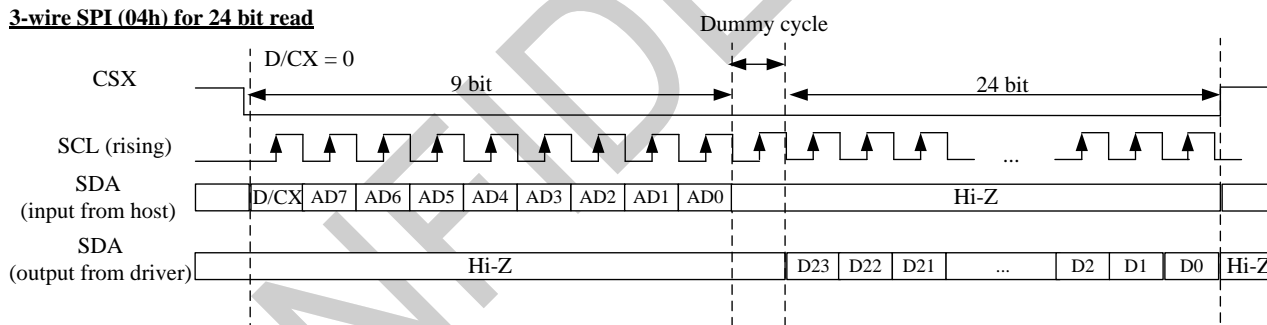 3-wire SPI (04h) for 24 bit read
Dummy cycle
D/CX = 0
CSX
9 bit
24 bit
SCL (rising)
...
SDA
(input from host)
D/CX AD7 AD6 AD5 AD4 AD3 AD2 AD1 AD0
Hi-Z
SDA
(output from driver)
Hi-Z
D23 D22 D21 ... D2 D1 D0 Hi-Z